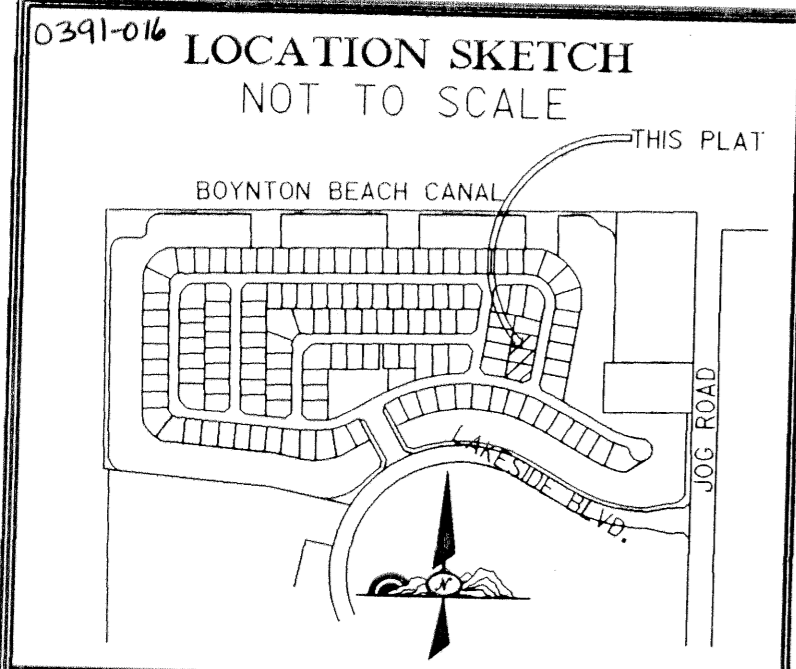 0391-016
LOCATION SKETCH
NOT TO SCALE
THIS PLAT
BOYNTON BEACH CANAL
JOG ROAD
LAKESIDE BLVD.
N